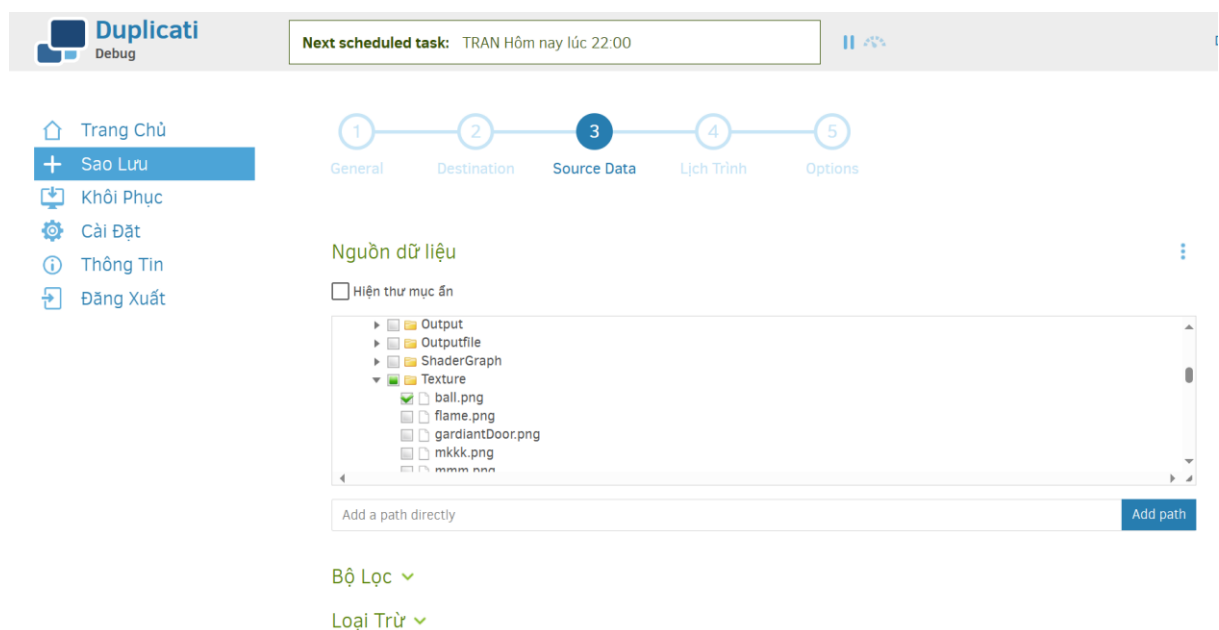 Duplicati
Debug
Next scheduled task: TRAN Hôm nay lúc 22:00
Trang Chủ
Sao Lưu
Khôi Phục
Cài Đặt
Thông Tin
Đăng Xuất
1 2 3 4 5
General Destination Source Data Lịch Trình Options
Nguồn dữ liệu
Hiện thư mục ẩn
Output
Outputfile
ShaderGraph
Texture
ball.png
flame.png
gardiantDoor.png
mkkk.png
mmm.png
Add a path directly Add path
Bộ Lọc
Loại Trừ